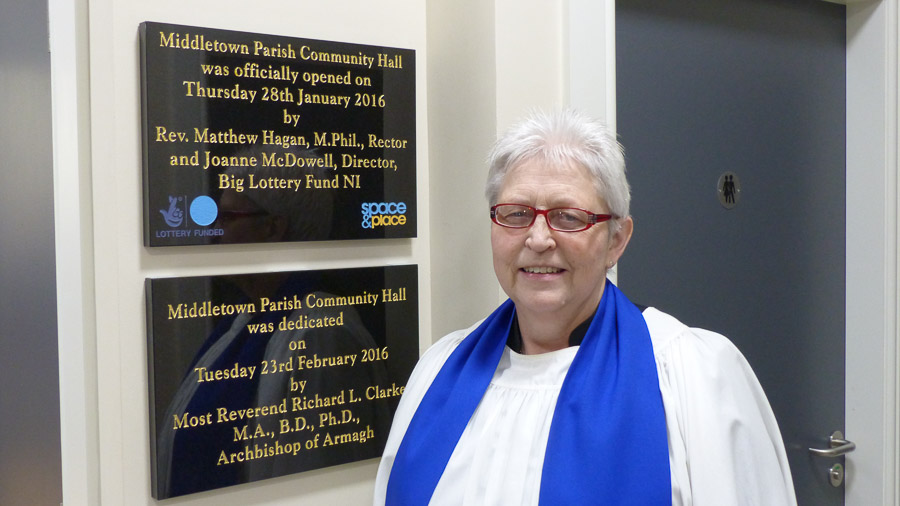 Middletown Parish Community Hall
was officially opened on
Thursday 28th January 2016
by
Rev. Matthew Hagan, M.Phil., Rector
and Joanne McDowell, Director,
Big Lottery Fund NI
LOTTERY FUNDED
space
&place
Middletown Parish Community Hall
was dedicated
on
Tuesday 23rd February 2016
by
Most Reverend Richard L. Clarke
M.A., B.D., Ph.D.,
Archbishop of Armagh